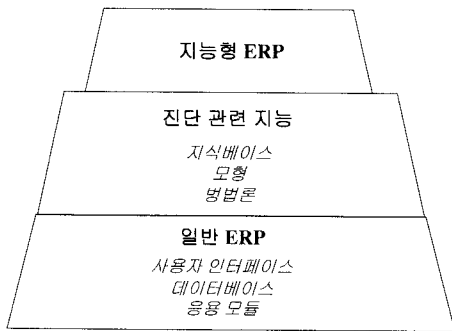 지능형 ERP
진단 관련 지능
지식베이스
모형
방법론
일반 ERP
사용자 인터페이스
데이터베이스
응용 모듈